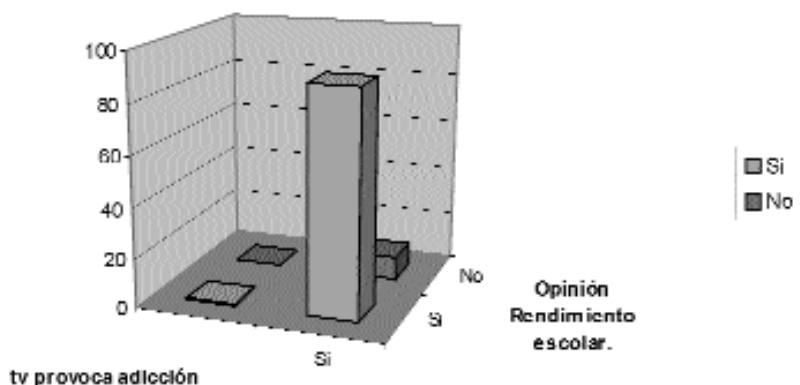 100
80
60
40
20
0
Si
Si
No
tv provoca adicción
Opinión
Rendimiento
escolar.
Si
No